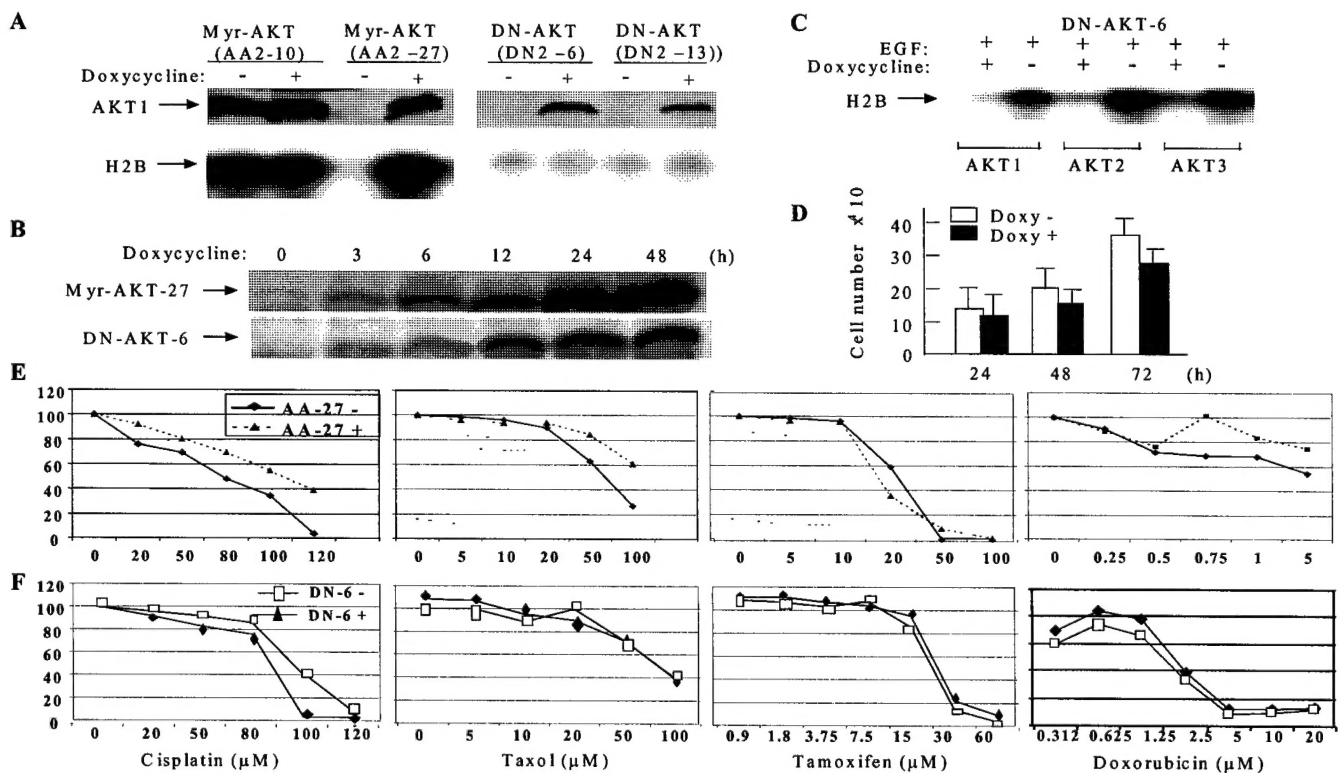 A
Myr-AKT Myr-AKT DN-AKT DN-AKT
(AA2-10) (AA2-27) (DN2-6) (DN2-13))
Doxycycline: - + - + - + - +
AKT1
H2B
C
DN-AKT-6
EGF: + + + + + +
Doxycycline: + - + - + -
H2B
AKT1 AKT2 AKT3
B
Doxycycline: 0 3 6 12 24 48 (h)
Myr-AKT-27
DN-AKT-6
D
Cell number x10 4
Doxy -
Doxy +
40
30
20
10
0
24 48 72 (h)
E
120
100
80
60
40
20
0
AA-27 -
AA-27 +
0 20 50 80 100 120
0 5 10 20 50 100
0 5 10 20 50 100
0 0.25 0.5 0.75 1 5
F
120
100
80
60
40
20
0
DN-6 -
DN-6 +
0 20 50 80 100 120
0 5 10 20 50 100
0.9 1.8 3.75 7.5 15 30 60
0.312 0.625 1.25 2.5 5 10 20
Cisplatin (µM) Taxol (µM) Tamoxifen (µM) Doxorubicin (µM)